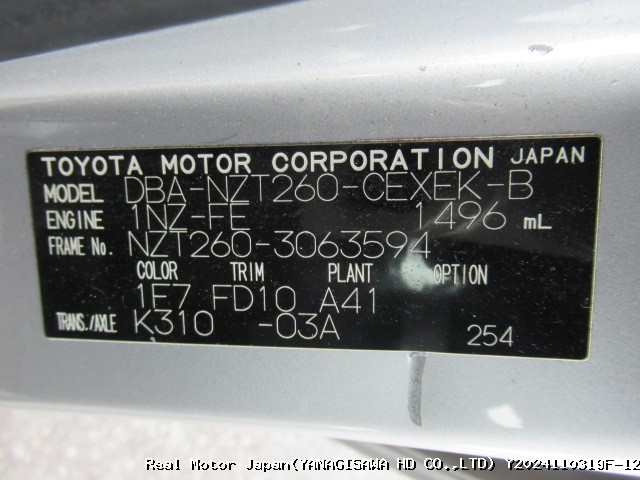 TOYOTA MOTOR CORPORATION JAPAN
MODEL DBA-NZT260-CEXEK-B
ENGINE 1NZ-FE 1496 mL
FRAME No. NZT260-3063594
COLOR TRIM PLANT OPTION
1E7 FD10 A41
TRANS./AXLE K310 -03A 254
Real Motor Japan(YANAGISAWA HD CO.,LTD) Y2024110319F-12